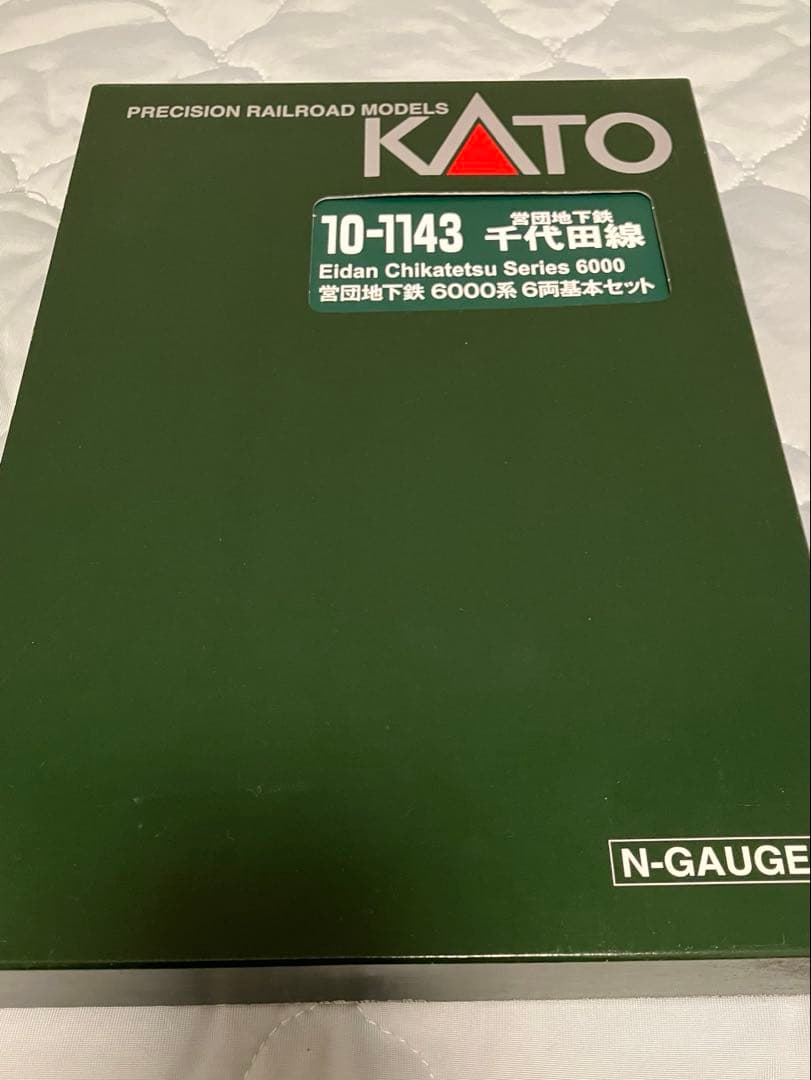 PRECISION RAILROAD MODELS
KATO
10-1143 営団地下鉄 千代田線
Eidan Chikatetsu Series 6000
営団地下鉄 6000系 6両基本セット
N-GAUGE